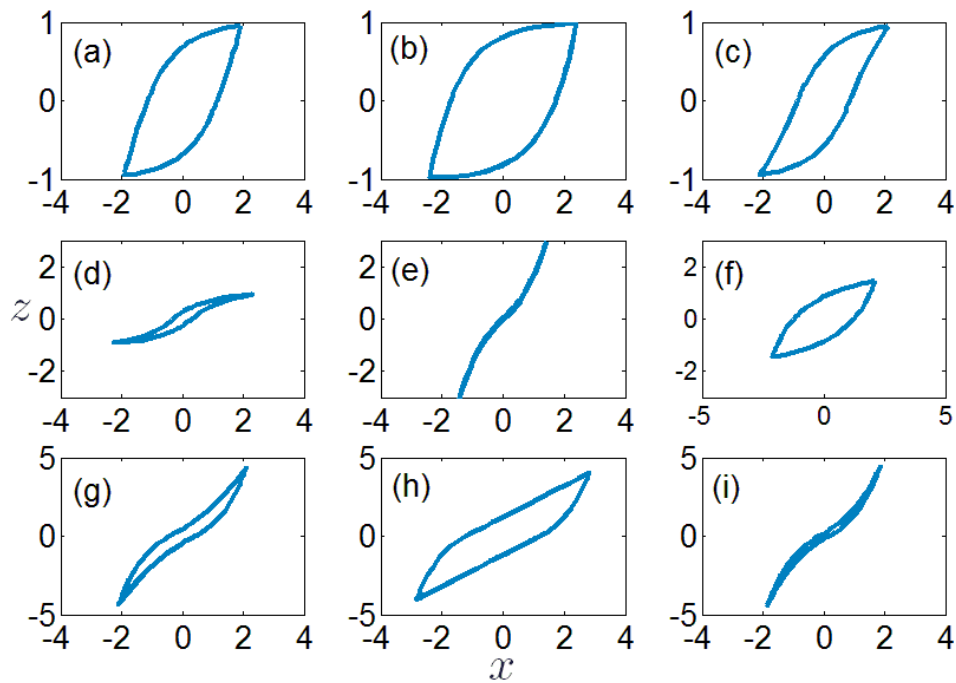 (a) (b) (c)
1 1 1
0 0 0
-1 -1 -1
-4 -2 0 2 4 -4 -2 0 2 4 -4 -2 0 2 4
(d) (e) (f)
2 2 2
z 0 0 0
-2 -2 -2
-4 -2 0 2 4 -4 -2 0 2 4 -5 0 5
(g) (h) (i)
5 5 5
0 0 0
-5 -5 -5
-4 -2 0 2 4 -4 -2 0 2 4 -4 -2 0 2 4
x